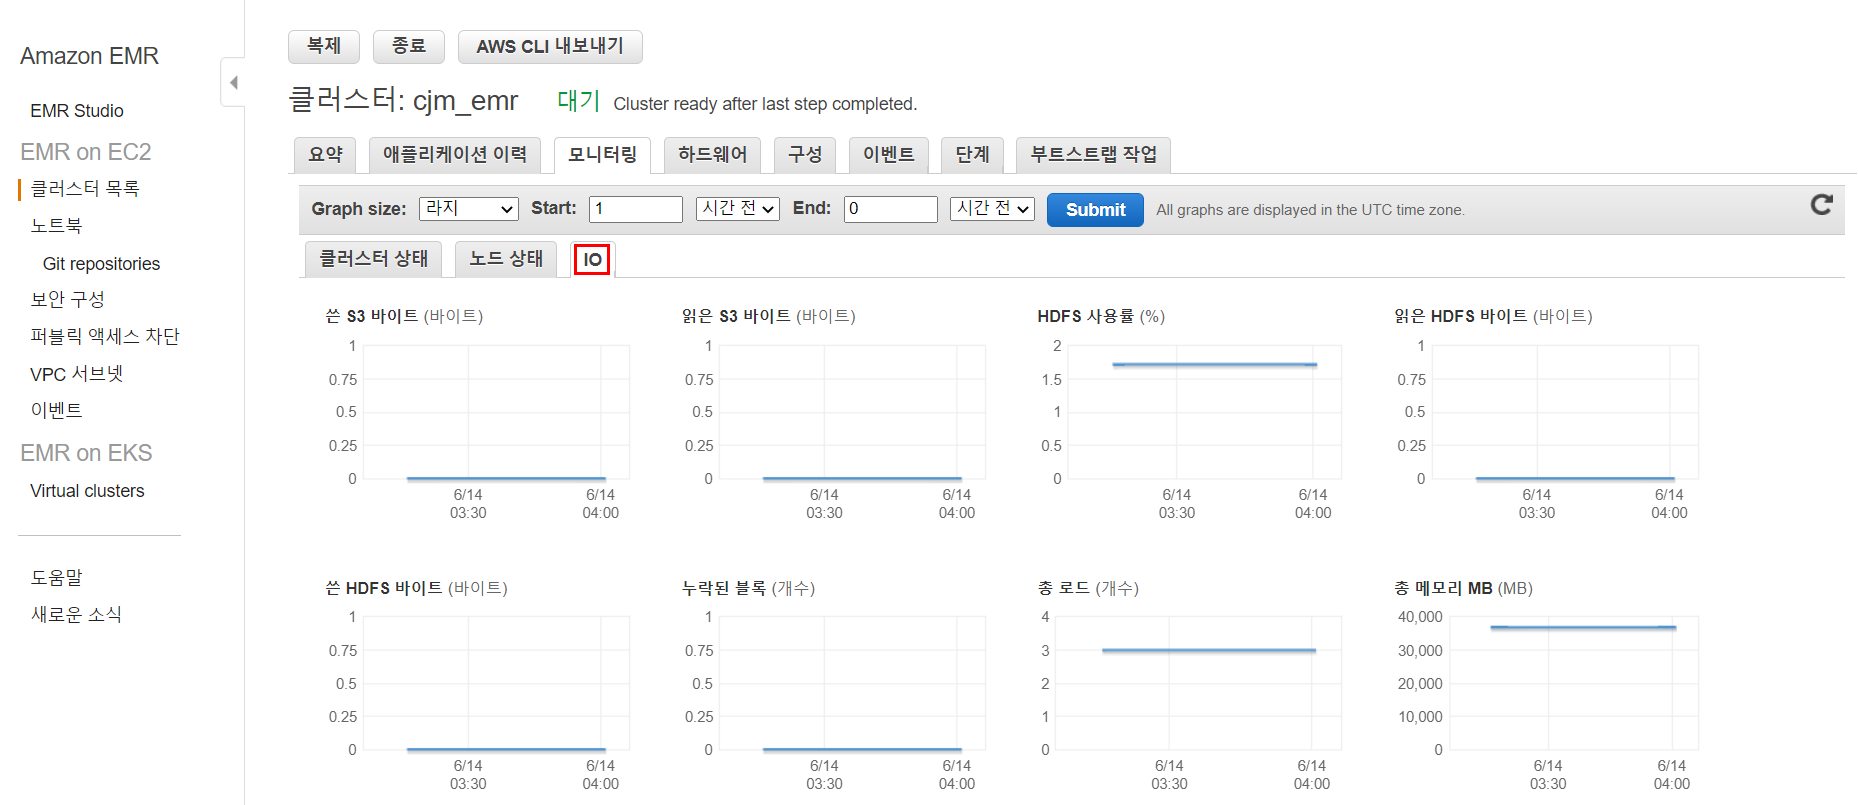 Amazon EMR
EMR Studio
EMR on EC2
클러스터 목록
노트북
Git repositories
보안 구성
퍼블릭 액세스 차단
VPC 서브넷
이벤트
EMR on EKS
Virtual clusters
도움말
새로운 소식
복제 종료 AWS CLI 내보내기
클러스터: cjm_emr 대기 Cluster ready after last step completed.
요약 애플리케이션 이력 모니터링 하드웨어 구성 이벤트 단계 부트스트랩 작업
Graph size: 라지 Start: 1 시간 전 End: 0 시간 전 Submit All graphs are displayed in the UTC time zone.
클러스터 상태 노드 상태 IO
쓴 S3 바이트 (바이트)
1
0.75
0.5
0.25
0
6/14 6/14
03:30 04:00
읽은 S3 바이트 (바이트)
1
0.75
0.5
0.25
0
6/14 6/14
03:30 04:00
HDFS 사용률 (%)
2
1.5
1
0.5
0
6/14 6/14
03:30 04:00
읽은 HDFS 바이트 (바이트)
1
0.75
0.5
0.25
0
6/14 6/14
03:30 04:00
쓴 HDFS 바이트 (바이트)
1
0.75
0.5
0.25
0
6/14 6/14
03:30 04:00
누락된 블록 (개수)
1
0.75
0.5
0.25
0
6/14 6/14
03:30 04:00
총 로드 (개수)
4
3
2
1
0
6/14 6/14
03:30 04:00
총 메모리 MB (MB)
40,000
30,000
20,000
10,000
0
6/14 6/14
03:30 04:00